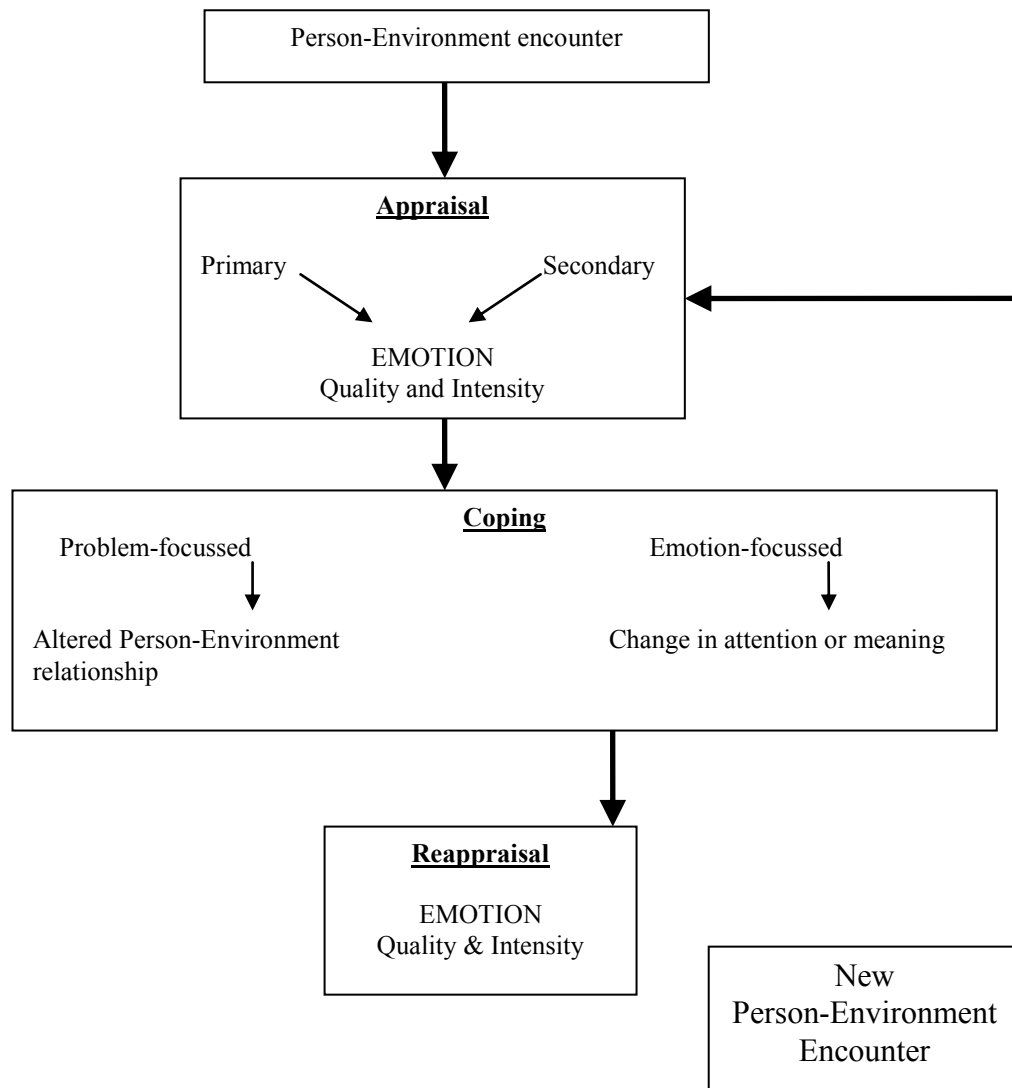 Person-Environment encounter
Appraisal
Primary
Secondary
EMOTION
Quality and Intensity
Coping
Problem-focussed
Emotion-focussed
Altered Person-Environment
relationship
Change in attention or meaning
Reappraisal
EMOTION
Quality & Intensity
New
Person-Environment
Encounter